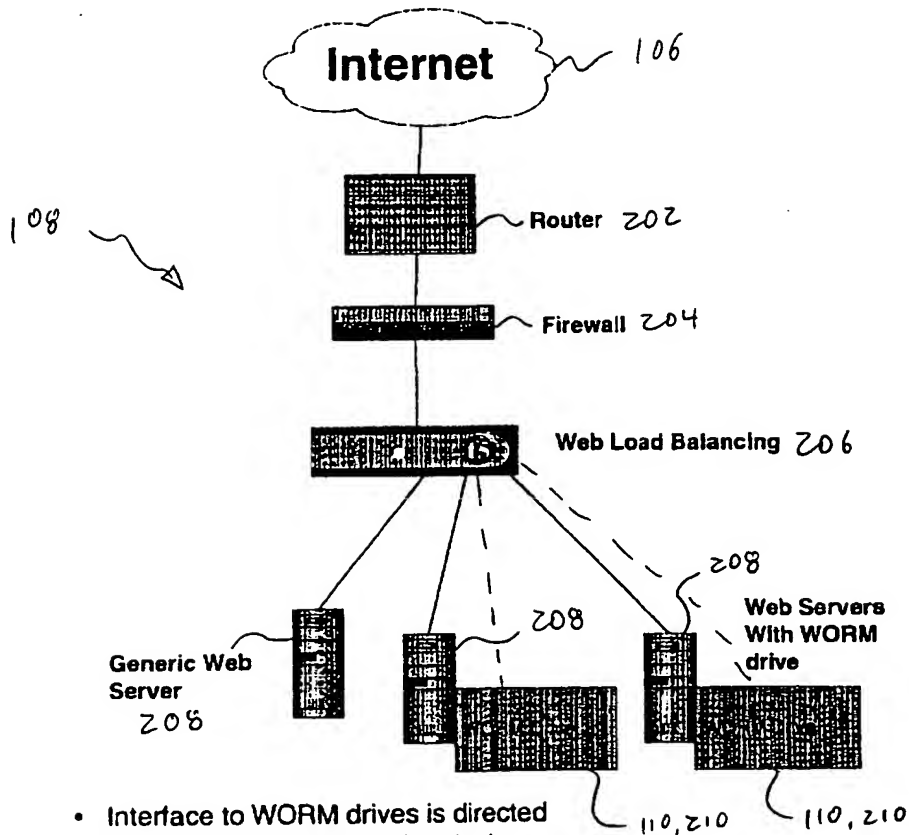 Internet
106
108
Router 202
Firewall 204
Web Load Balancing 206
208
Web Servers
With WORM
drive
208
Generic Web
Server
208
• Interface to WORM drives is directed
110, 210
110, 210